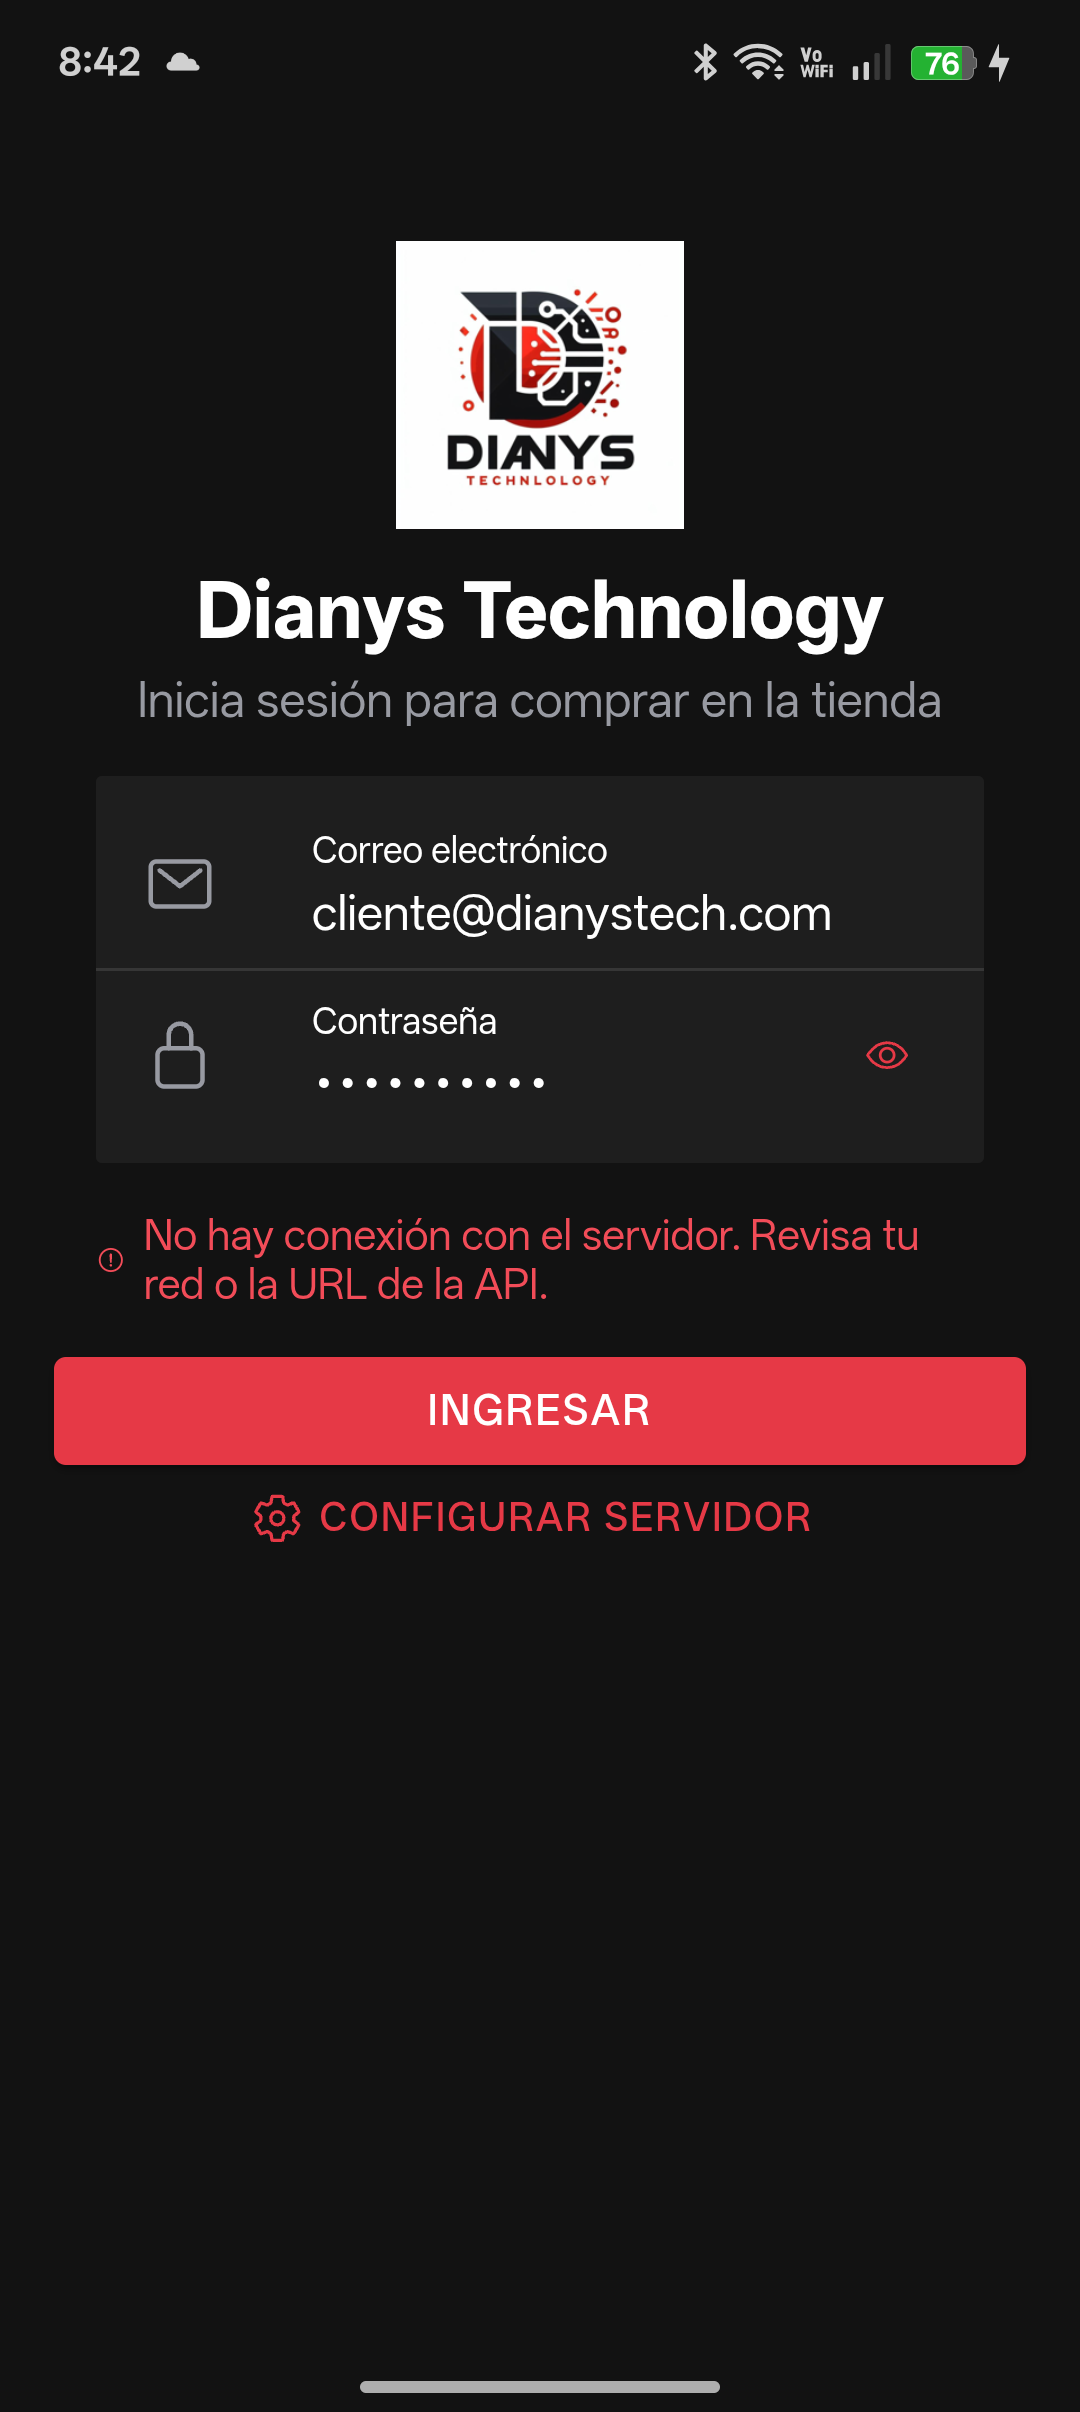 8:42
Vo
WiFi
76
DIANYS
TECHNLOLOGY
Dianys Technology
Inicia sesión para comprar en la tienda
Correo electrónico
cliente@dianystech.com
Contraseña
••••••••••
No hay conexión con el servidor. Revisa tu
red o la URL de la API.
INGRESAR
CONFIGURAR SERVIDOR